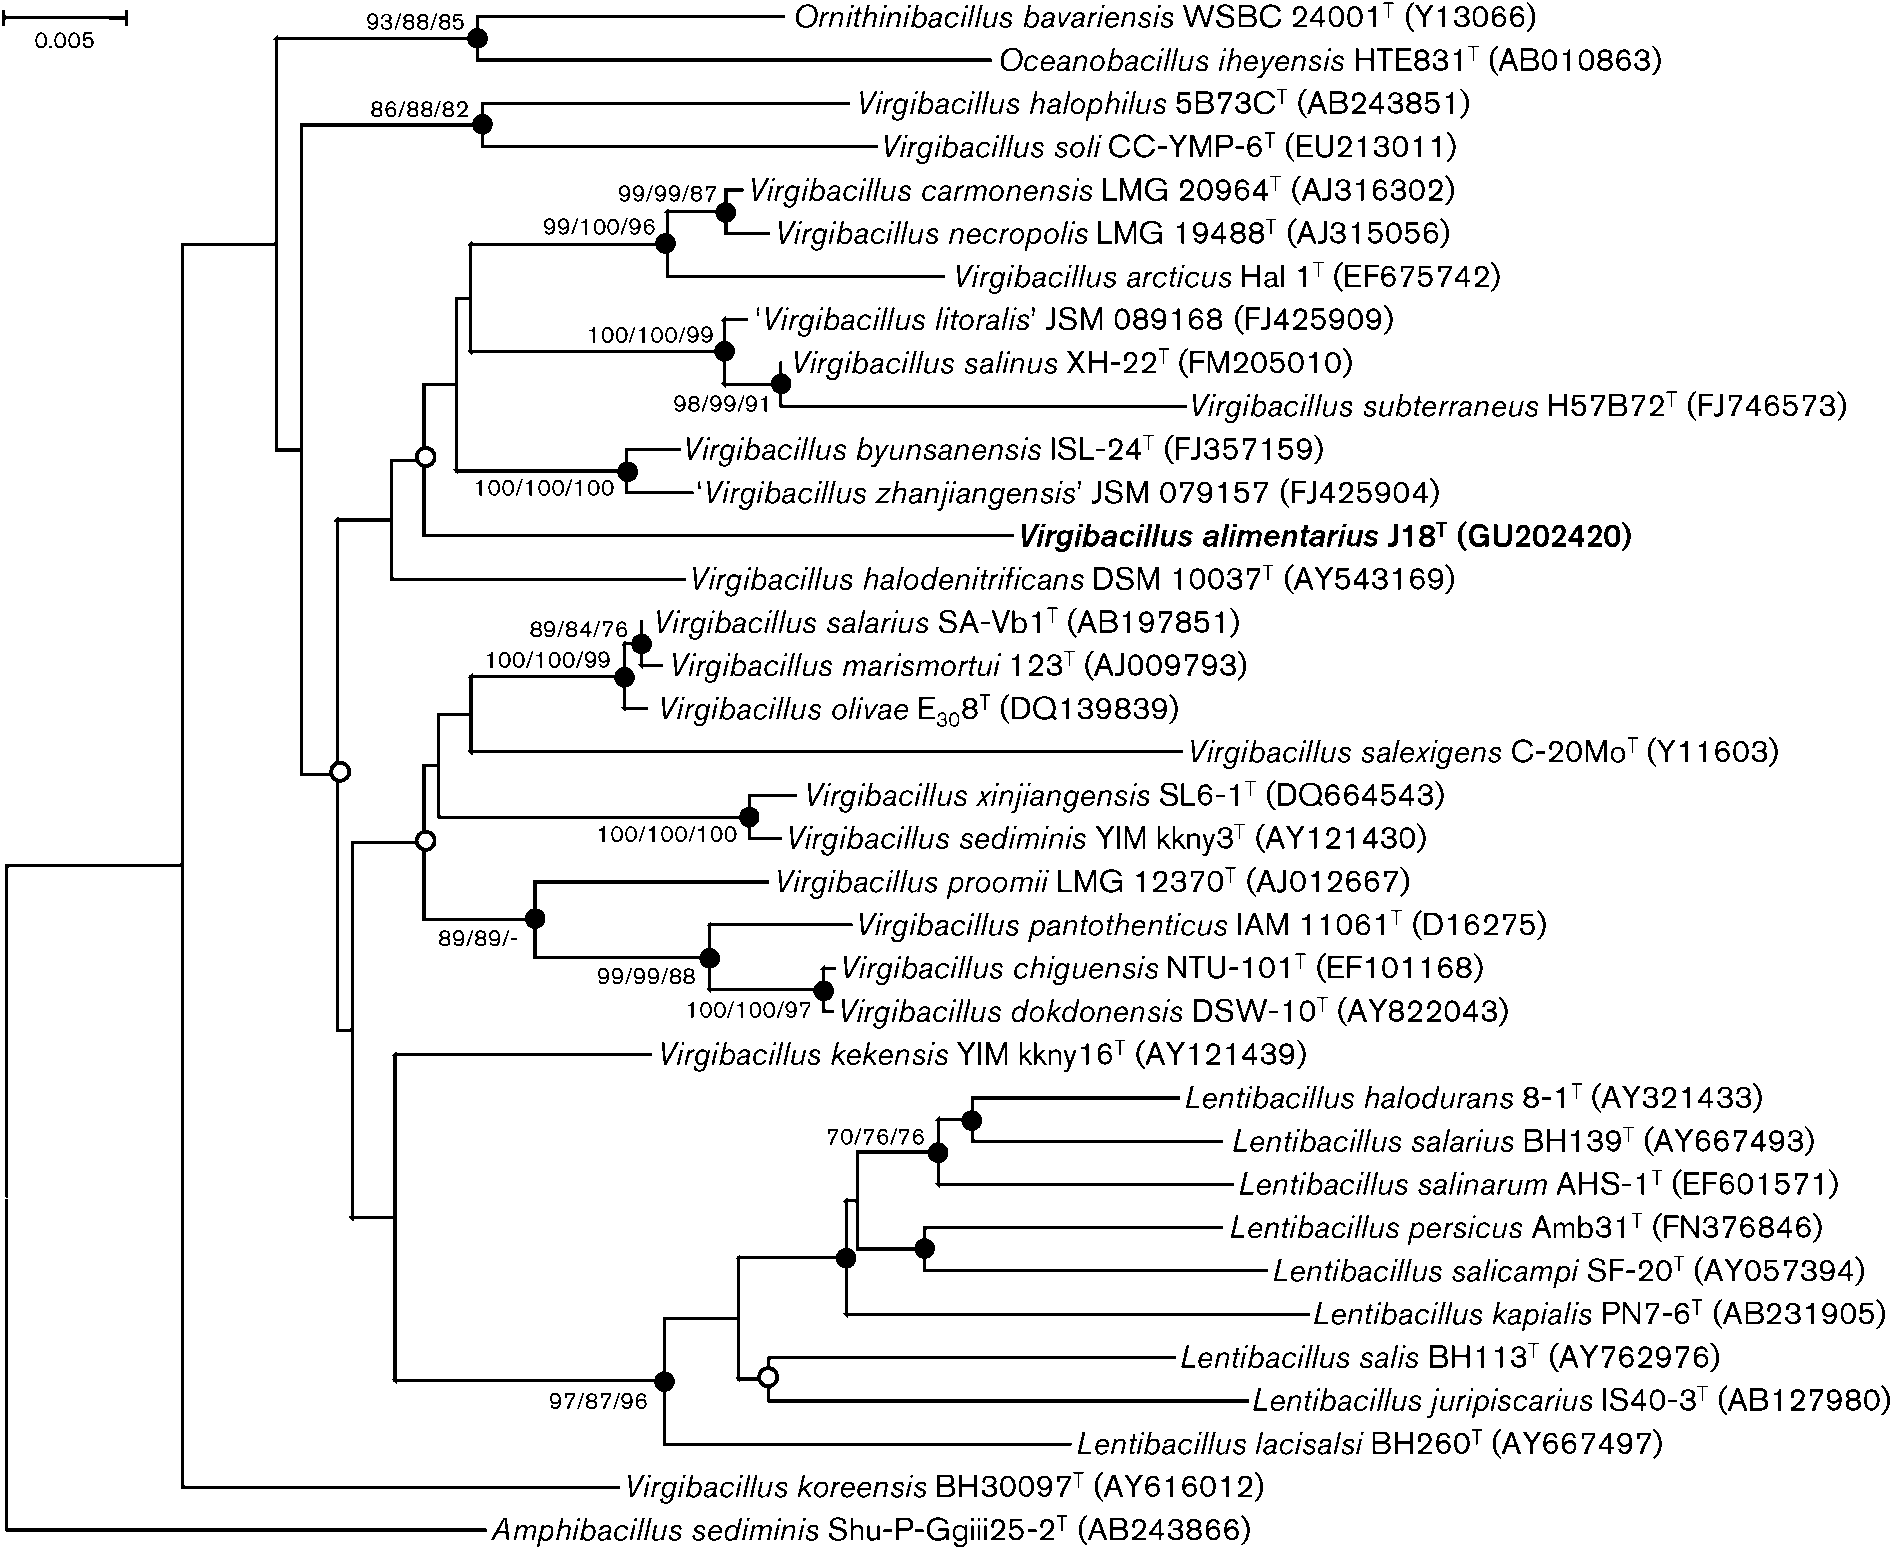 93/88/85
Ornithinibacillus bavariensis WSBC 24001ᵀ (Y13066)
0.005
Oceanobacillus iheyensis HTE831ᵀ (AB010863)
86/88/82
Virgibacillus halophilus 5B73Cᵀ (AB243851)
Virgibacillus soli CC-YMP-6ᵀ (EU213011)
99/99/87
Virgibacillus carmonensis LMG 20964ᵀ (AJ316302)
99/100/96
Virgibacillus necropolis LMG 19488ᵀ (AJ315056)
Virgibacillus arcticus Hal 1ᵀ (EF675742)
100/100/99
‘Virgibacillus litoralis’ JSM 089168 (FJ425909)
Virgibacillus salinus XH-22ᵀ (FM205010)
98/99/91
Virgibacillus subterraneus H57B72ᵀ (FJ746573)
Virgibacillus byunsanensis ISL-24ᵀ (FJ357159)
100/100/100
‘Virgibacillus zhanjiangensis’ JSM 079157 (FJ425904)
Virgibacillus alimentarius J18ᵀ (GU202420)
Virgibacillus halodenitrificans DSM 10037ᵀ (AY543169)
89/84/76
Virgibacillus salarius SA-Vb1ᵀ (AB197851)
100/100/99
Virgibacillus marismortui 123ᵀ (AJ009793)
Virgibacillus olivae E₃₀8ᵀ (DQ139839)
Virgibacillus salexigens C-20Moᵀ (Y11603)
Virgibacillus xinjiangensis SL6-1ᵀ (DQ664543)
100/100/100
Virgibacillus sediminis YIM kkny3ᵀ (AY121430)
Virgibacillus proomii LMG 12370ᵀ (AJ012667)
89/89/-
Virgibacillus pantothenticus IAM 11061ᵀ (D16275)
99/99/88
Virgibacillus chiguensis NTU-101ᵀ (EF101168)
100/100/97
Virgibacillus dokdonensis DSW-10ᵀ (AY822043)
Virgibacillus kekensis YIM kkny16ᵀ (AY121439)
Lentibacillus halodurans 8-1ᵀ (AY321433)
70/76/76
Lentibacillus salarius BH139ᵀ (AY667493)
Lentibacillus salinarum AHS-1ᵀ (EF601571)
Lentibacillus persicus Amb31ᵀ (FN376846)
Lentibacillus salicampi SF-20ᵀ (AY057394)
Lentibacillus kapialis PN7-6ᵀ (AB231905)
Lentibacillus salis BH113ᵀ (AY762976)
97/87/96
Lentibacillus juripiscarius IS40-3ᵀ (AB127980)
Lentibacillus lacisalsi BH260ᵀ (AY667497)
Virgibacillus koreensis BH30097ᵀ (AY616012)
Amphibacillus sediminis Shu-P-Ggiii25-2ᵀ (AB243866)